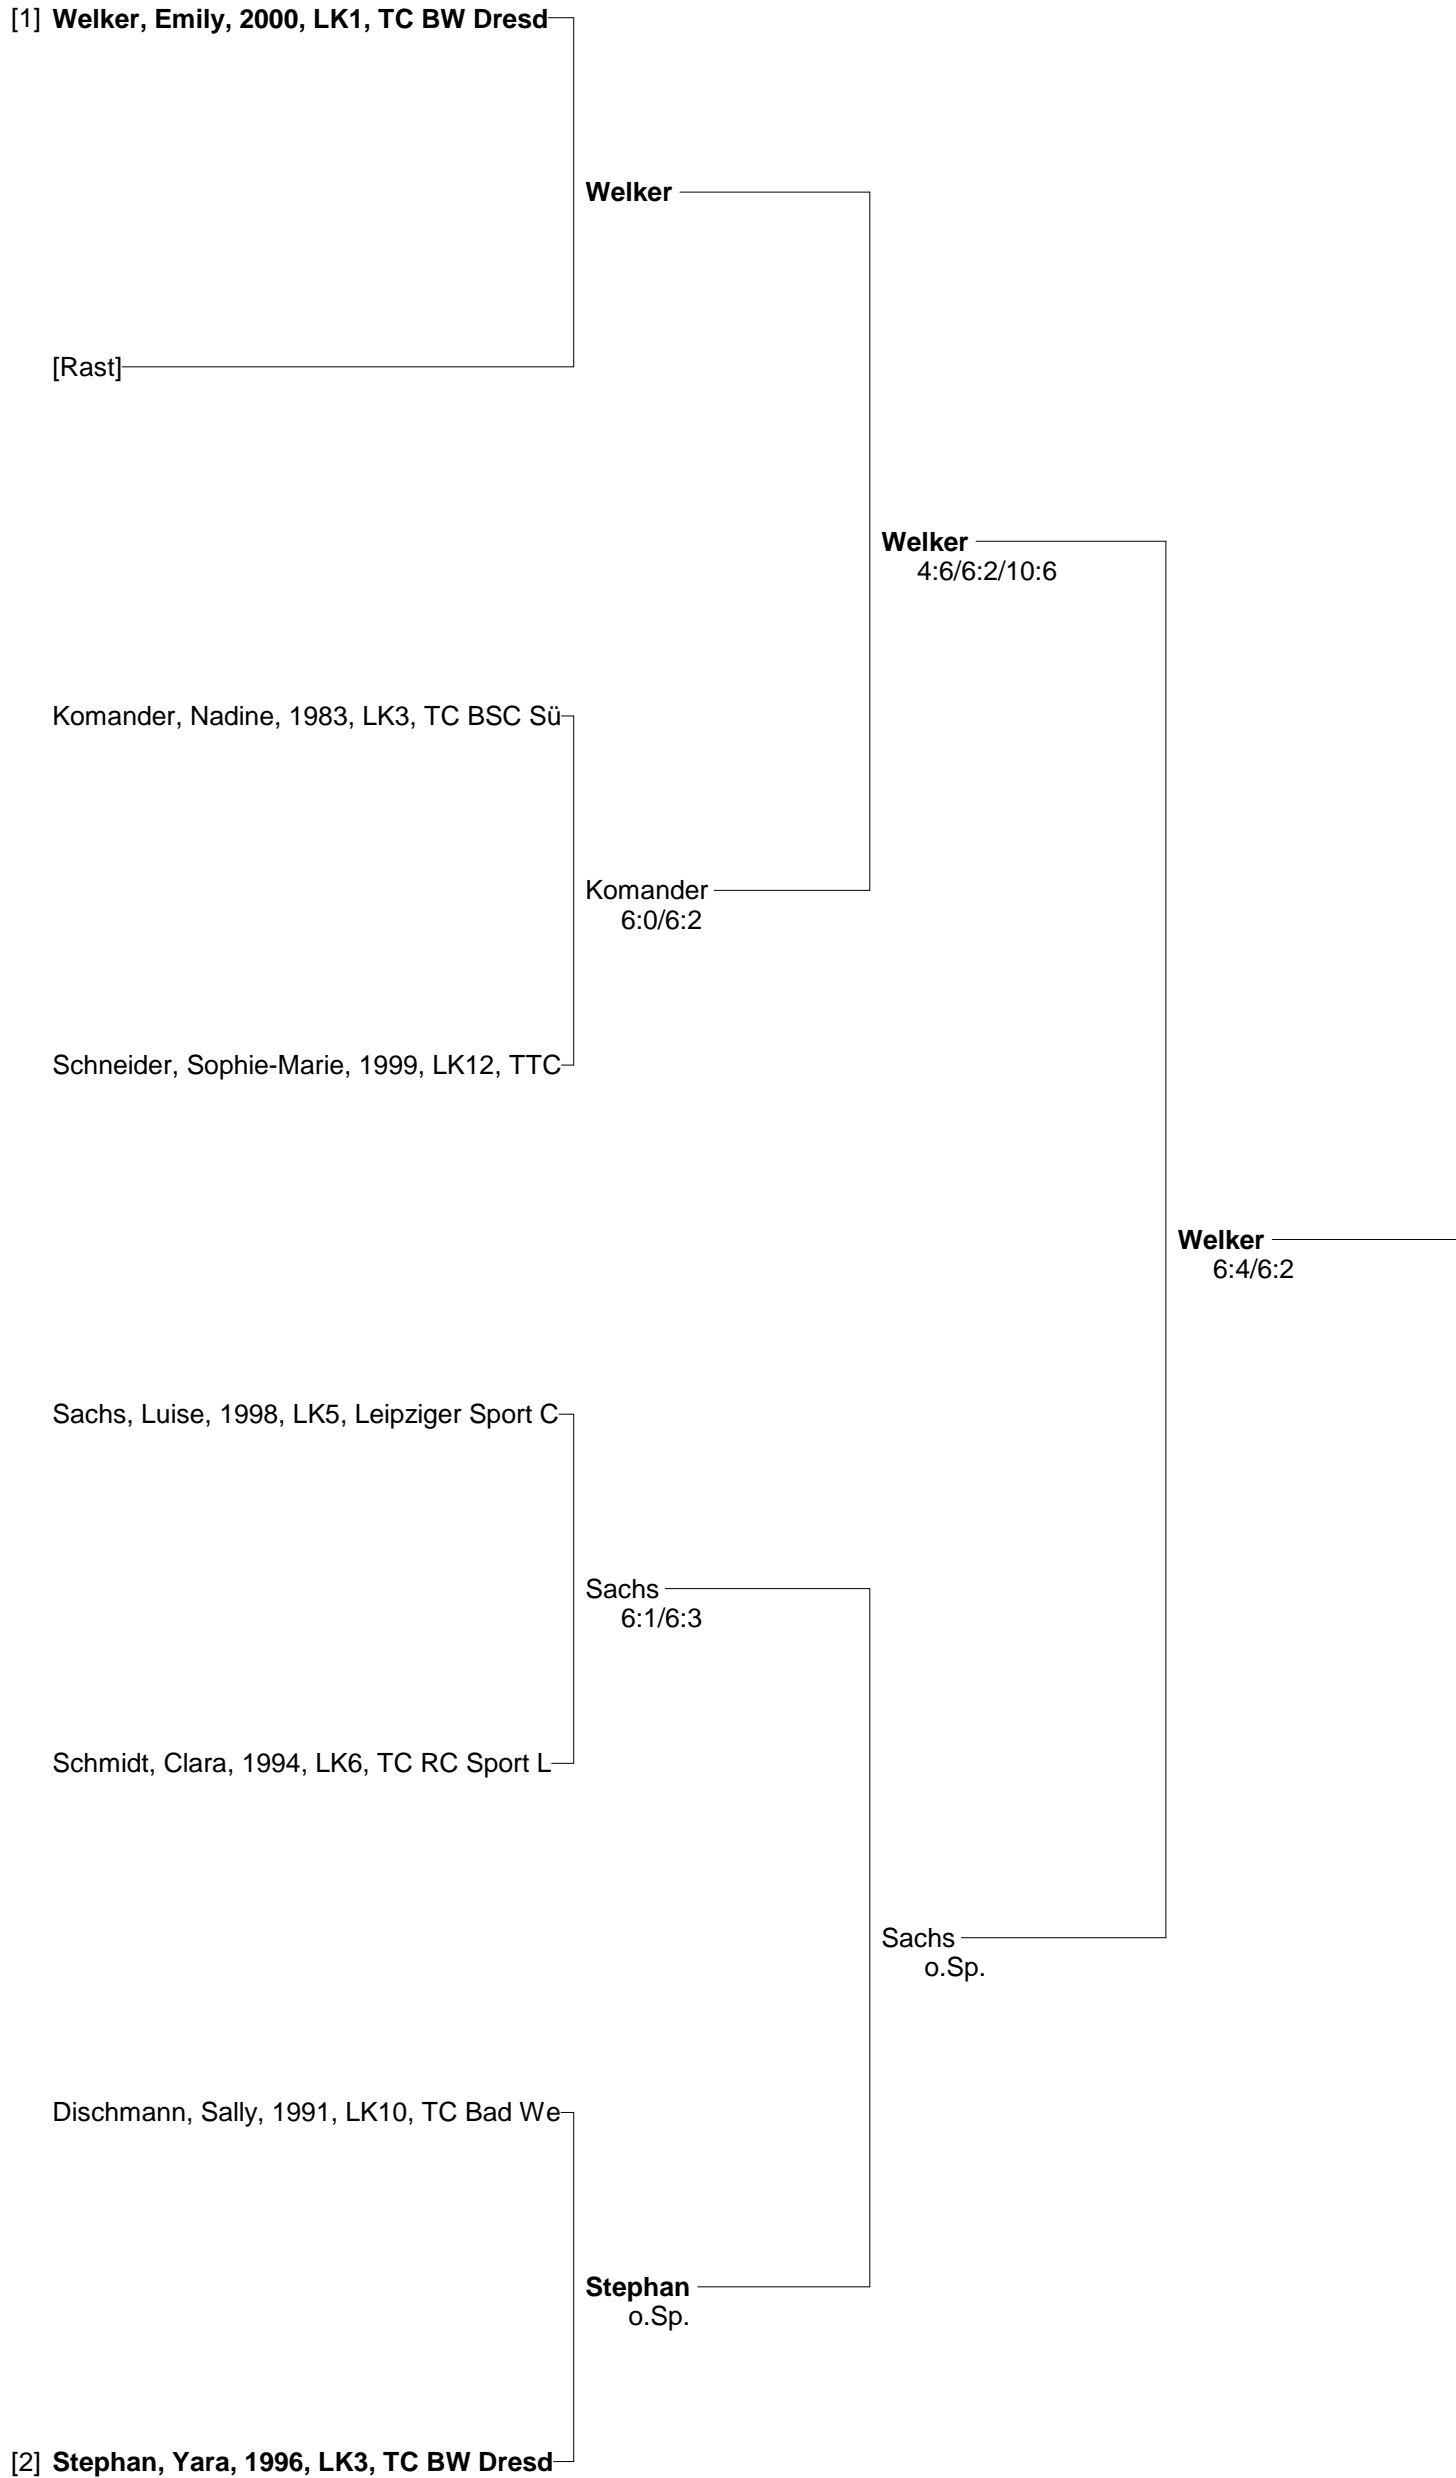 [1] Welker, Emily, 2000, LK1, TC BW Dresd
Welker
[Rast]
Welker
4:6/6:2/10:6
Komander, Nadine, 1983, LK3, TC BSC Sü
Komander
6:0/6:2
Schneider, Sophie-Marie, 1999, LK12, TTC
Welker
6:4/6:2
Sachs, Luise, 1998, LK5, Leipziger Sport C
Sachs
6:1/6:3
Schmidt, Clara, 1994, LK6, TC RC Sport L
Sachs
o.Sp.
Dischmann, Sally, 1991, LK10, TC Bad We
Stephan
o.Sp.
[2] Stephan, Yara, 1996, LK3, TC BW Dresd